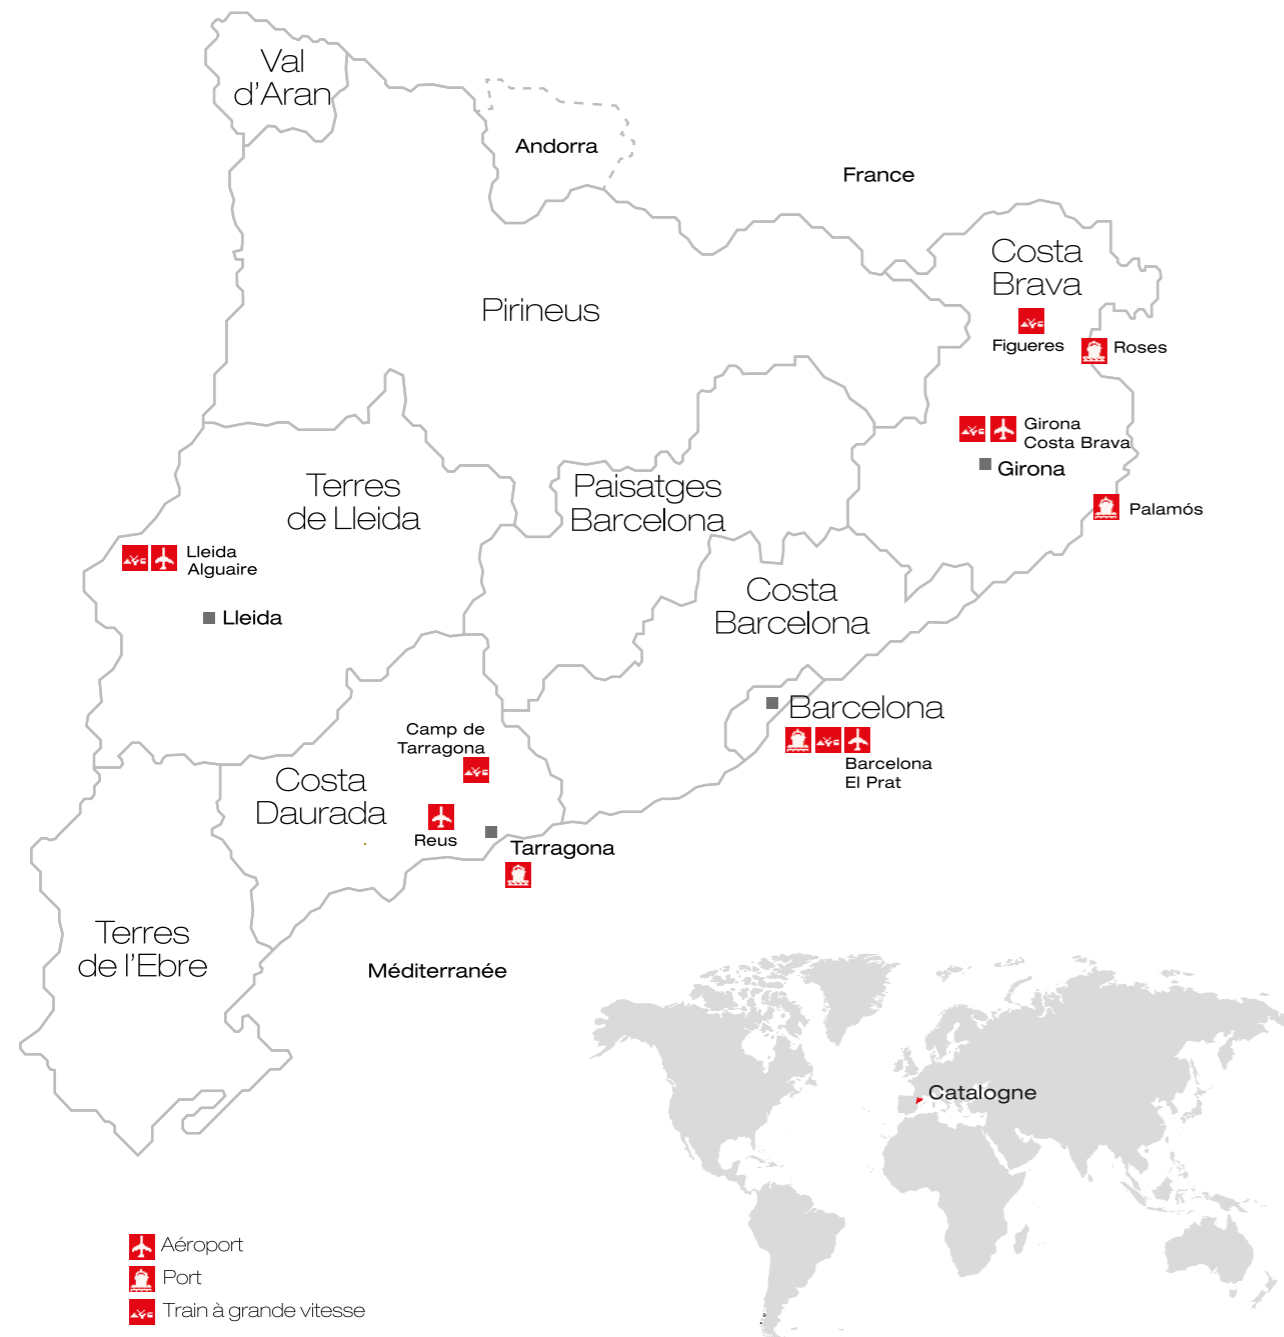 Val
d'Aran
Andorra
France
Costa
Brava
Pirineus
Figueres
Roses
Girona
Costa Brava
Girona
Terres
de Lleida
Paisatges
Barcelona
Palamós
Lleida
Alguaire
Lleida
Costa
Barcelona
Barcelona
Barcelona
El Prat
Camp de
Tarragona
Costa
Daurada
Reus
Tarragona
Terres
de l'Ebre
Méditerranée
Catalogne
Aéroport
Port
Train à grande vitesse